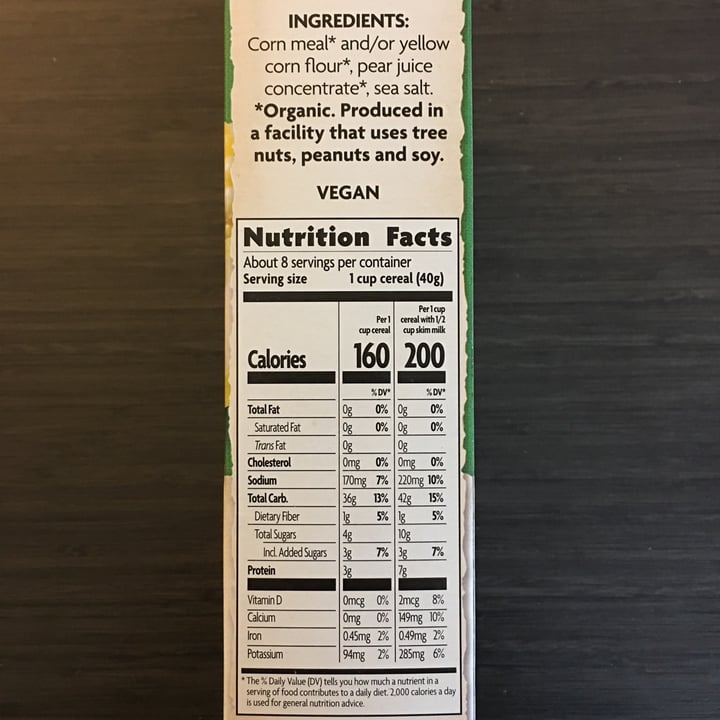 INGREDIENTS:
Corn meal* and/or yellow
corn flour*, pear juice
concentrate*, sea salt.
*Organic. Produced in
a facility that uses tree
nuts, peanuts and soy.
VEGAN
Nutrition Facts
About 8 servings per container
Serving size 1 cup cereal (40g)
Per 1 cup cereal
Per 1 cup cereal with 1/2 cup skim milk
Calories 160 200
% DV* % DV*
Total Fat 0g 0% 0g 0%
Saturated Fat 0g 0% 0g 0%
Trans Fat 0g 0g
Cholesterol 0mg 0% 0mg 0%
Sodium 170mg 7% 220mg 10%
Total Carb. 36g 13% 42g 15%
Dietary Fiber 1g 5% 1g 5%
Total Sugars 4g 10g
Incl. Added Sugars 3g 7% 3g 7%
Protein 3g 7g
Vitamin D 0mcg 0% 2mcg 8%
Calcium 0mg 0% 149mg 10%
Iron 0.45mg 2% 0.49mg 2%
Potassium 94mg 2% 285mg 6%
* The % Daily Value (DV) tells you how much a nutrient in a
serving of food contributes to a daily diet. 2,000 calories a day
is used for general nutrition advice.